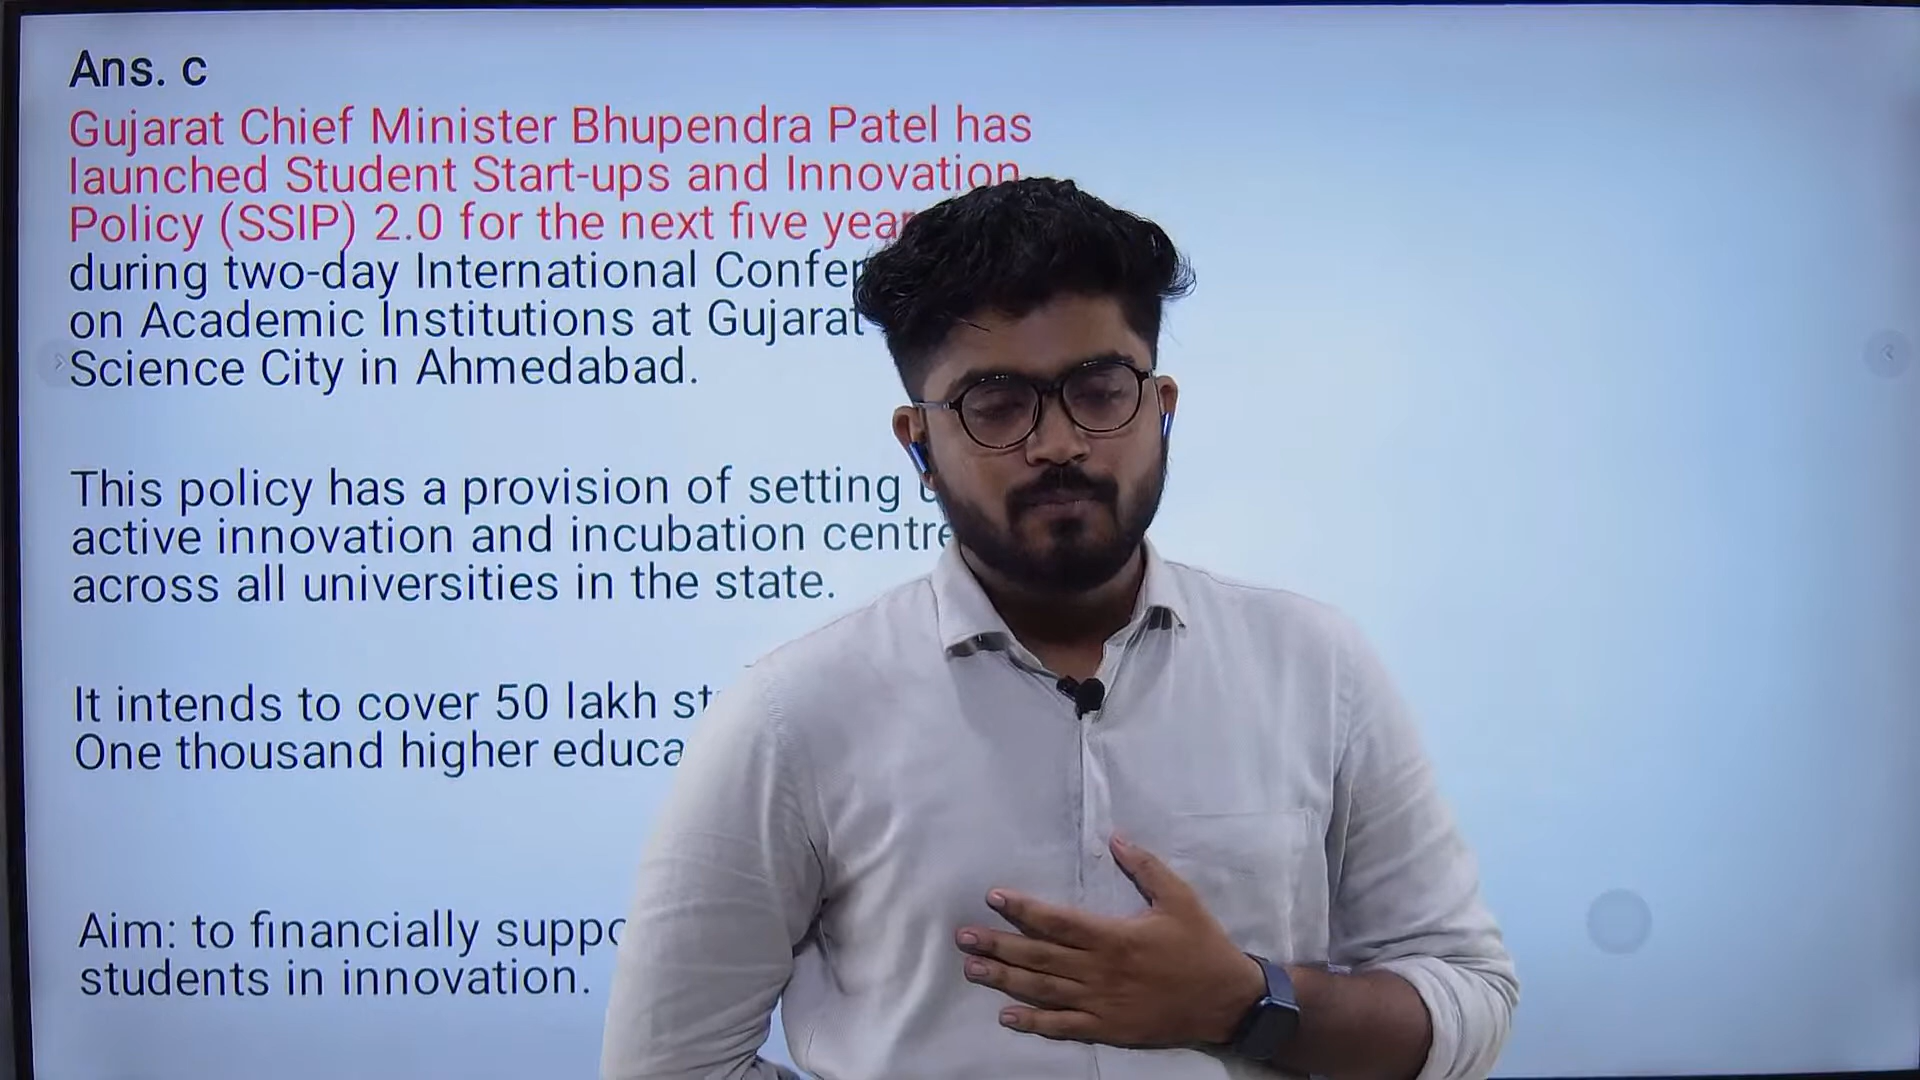 Ans. c
Gujarat Chief Minister Bhupendra Patel has
launched Student Start-ups and Innovation
Policy (SSIP) 2.0 for the next five
during two-day International
on Academic Institutions at Gujarat
Science City in Ahmedabad.
This policy has a provision of setting
active innovation and incubation
across all universities in the state.
It intends to cover 50 lakh
One thousand higher
Aim: to financially
students in innovation.